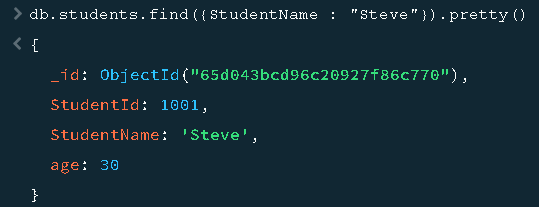 > db.students.find({StudentName : "Steve"}).pretty()
< {
_id: ObjectId("65d043bcd96c20927f86c770"),
StudentId: 1001,
StudentName: 'Steve',
age: 30
}